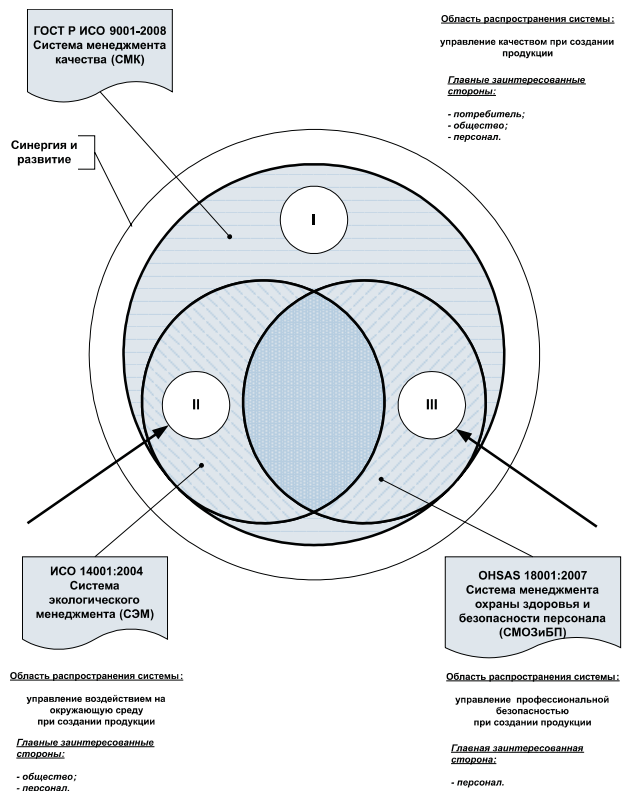 ГОСТ Р ИСО 9001-2008
Система менеджмента
качества (СМК)
Область распространения системы:
управление качеством при создании
продукции
Главные заинтересованные
стороны:
- потребитель;
- общество;
- персонал.
Синергия и
развитие
I
II
III
ИСО 14001:2004
Система
экологического
менеджмента (СЭМ)
Область распространения системы:
управление воздействием на
окружающую среду
при создании продукции
Главные заинтересованные
стороны:
- общество;
- персонал.
OHSAS 18001:2007
Система менеджмента
охраны здоровья и
безопасности персонала
(СМОЗиБП)
Область распространения системы:
управление профессиональной
безопасностью
при создании продукции
Главная заинтересованная
сторона:
- персонал.